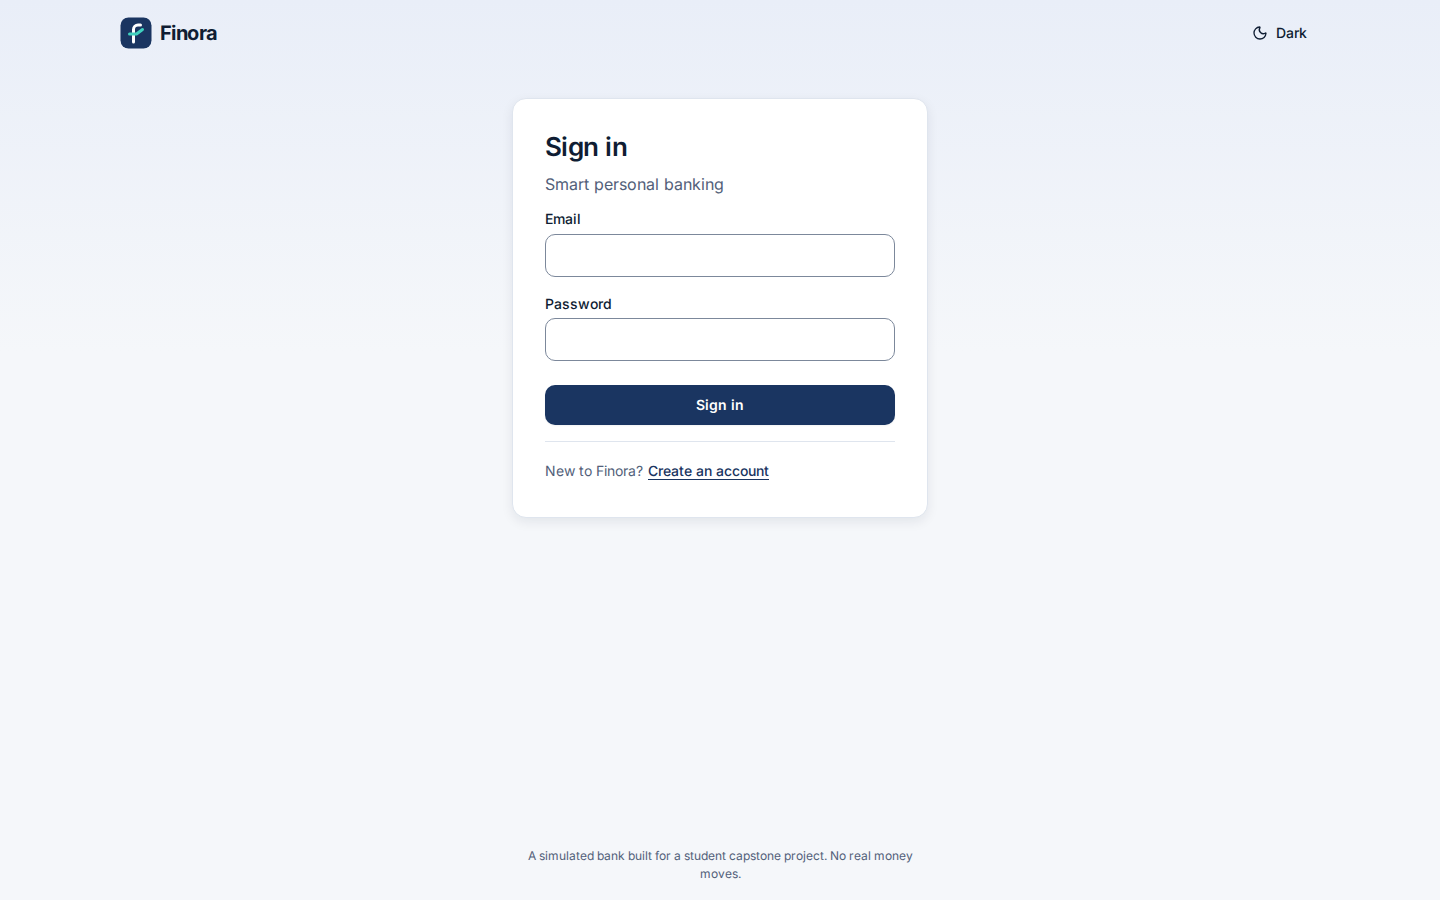 Finora
Dark
Sign in
Smart personal banking
Email
Password
Sign in
New to Finora? Create an account
A simulated bank built for a student capstone project. No real money
moves.